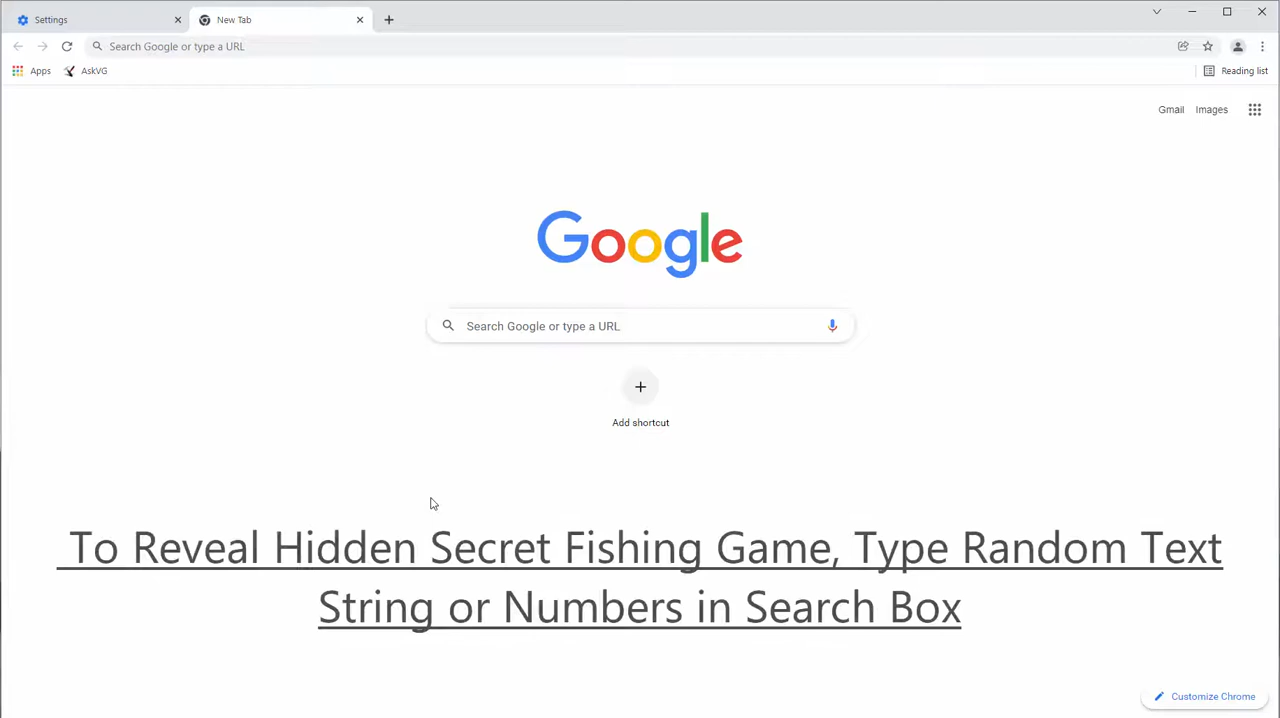 Settings
New Tab
Search Google or type a URL
Apps
AskVG
Reading list
Gmail
Images
Google
Search Google or type a URL
Add shortcut
To Reveal Hidden Secret Fishing Game, Type Random Text
String or Numbers in Search Box
Customize Chrome